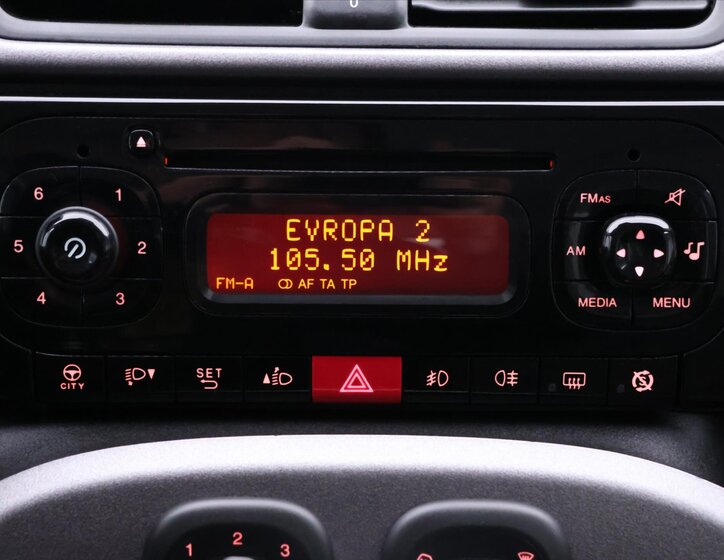 0
6 1
5 2
4 3
EVROPA 2
105.50 MHz
FM-A AF TA TP
FMAS
AM
MEDIA MENU
CITY
SET
1 2 3